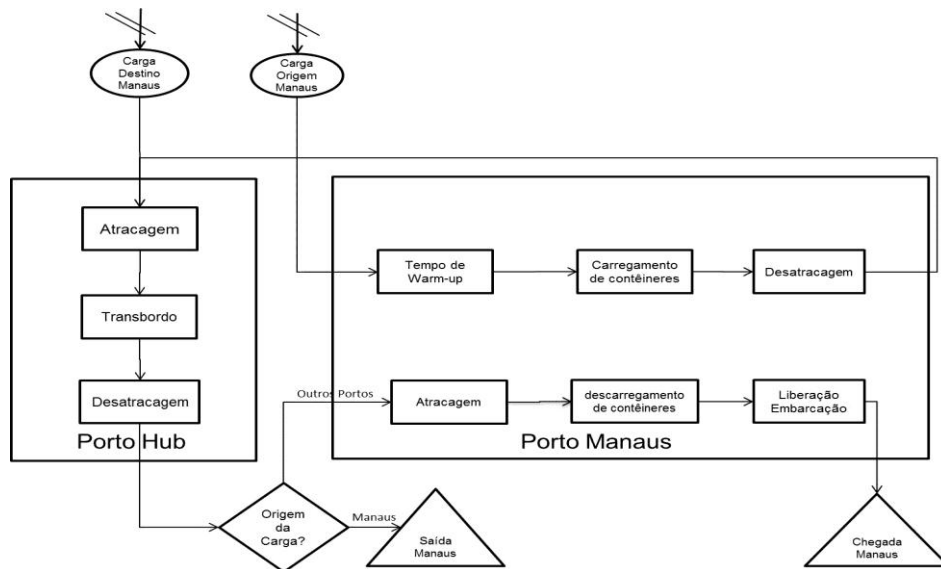 Carga
Destino
Manaus
Carga
Origem
Manaus
Atracagem
Transbordo
Desatracagem
Porto Hub
Tempo de
Warm-up
Carregamento
de contêineres
Desatracagem
Outros Portos
Atracagem
descarregamento
de contêineres
Liberação
Embarcação
Porto Manaus
Origem
da
Carga?
Manaus
Saída
Manaus
Chegada
Manaus